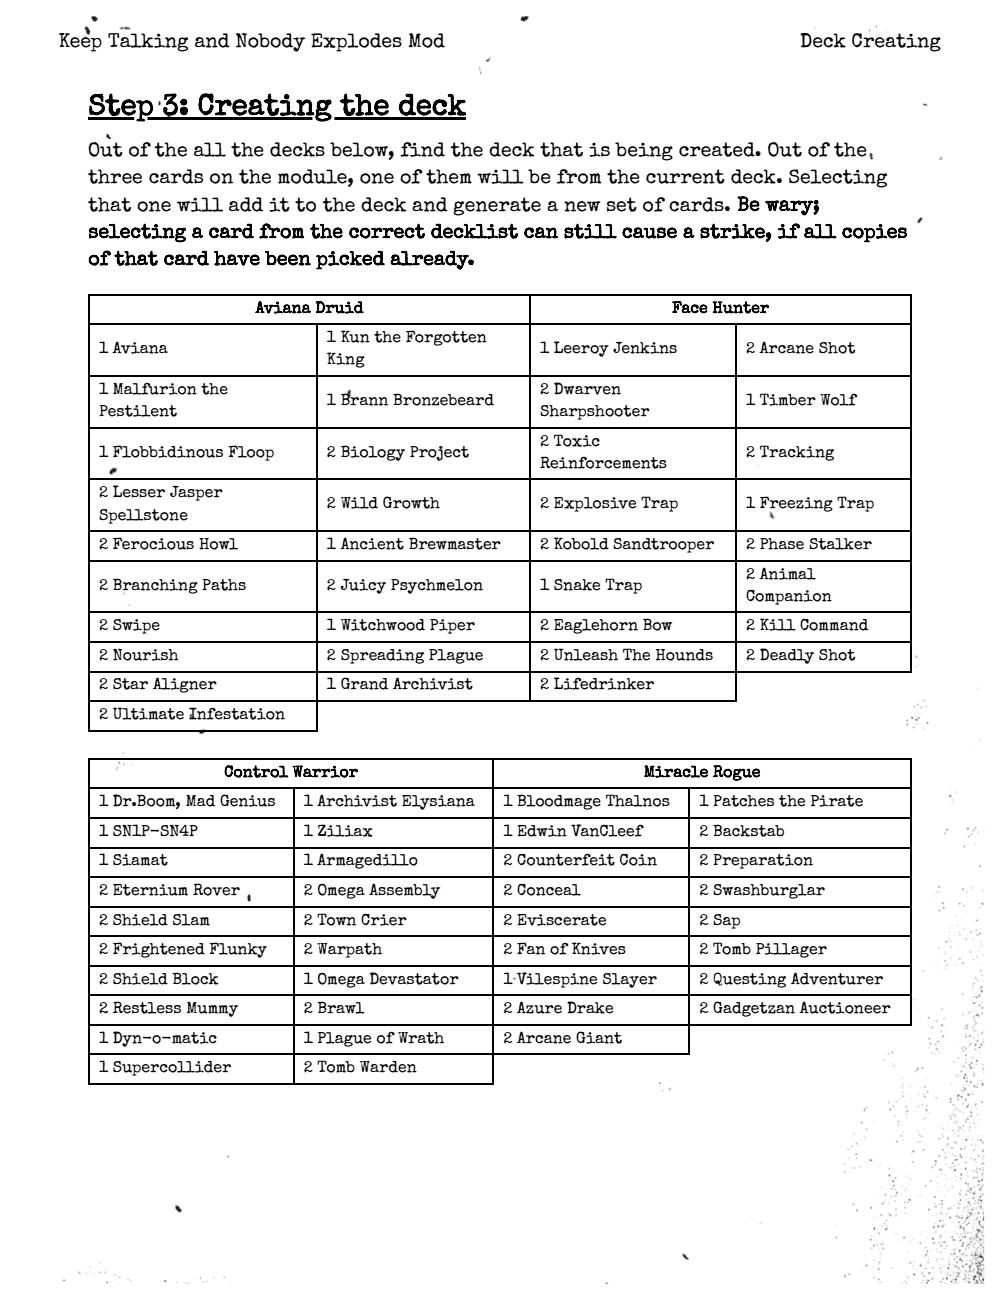 Keep Talking and Nobody Explodes Mod
Deck Creating
Step 3: Creating the deck
Out of the all the decks below, find the deck that is being created. Out of the
three cards on the module, one of them will be from the current deck. Selecting
that one will add it to the deck and generate a new set of cards. Be wary;
selecting a card from the correct decklist can still cause a strike, if all copies
of that card have been picked already.
Aviana Druid
Face Hunter
1 Aviana
1 Kun the Forgotten
King
1 Leeroy Jenkins
2 Arcane Shot
1 Malfurion the
Pestilent
1 Brann Bronzebeard
2 Dwarven
Sharpshooter
1 Timber Wolf
1 Flobbidinous Floop
2 Biology Project
2 Toxic
Reinforcements
2 Tracking
2 Lesser Jasper
Spellstone
2 Wild Growth
2 Explosive Trap
1 Freezing Trap
2 Ferocious Howl
1 Ancient Brewmaster
2 Kobold Sandtrooper
2 Phase Stalker
2 Branching Paths
2 Juicy Psychmelon
1 Snake Trap
2 Animal
Companion
2 Swipe
1 Witchwood Piper
2 Eaglehorn Bow
2 Kill Command
2 Nourish
2 Spreading Plague
2 Unleash The Hounds
2 Deadly Shot
2 Star Aligner
1 Grand Archivist
2 Lifedrinker
2 Ultimate Infestation
Control Warrior
Miracle Rogue
1 Dr.Boom, Mad Genius
1 Archivist Elysiana
1 Bloodmage Thalnos
1 Patches the Pirate
1 SN1P-SN4P
1 Ziliax
1 Edwin VanCleef
2 Backstab
1 Siamat
1 Armagedillo
2 Counterfeit Coin
2 Preparation
2 Eternium Rover
2 Omega Assembly
2 Conceal
2 Swashburglar
2 Shield Slam
2 Town Crier
2 Eviscerate
2 Sap
2 Frightened Flunky
2 Warpath
2 Fan of Knives
2 Tomb Pillager
2 Shield Block
1 Omega Devastator
1 Vilespine Slayer
2 Questing Adventurer
2 Restless Mummy
2 Brawl
2 Azure Drake
2 Gadgetzan Auctioneer
1 Dyn-o-matic
1 Plague of Wrath
2 Arcane Giant
1 Supercollider
2 Tomb Warden